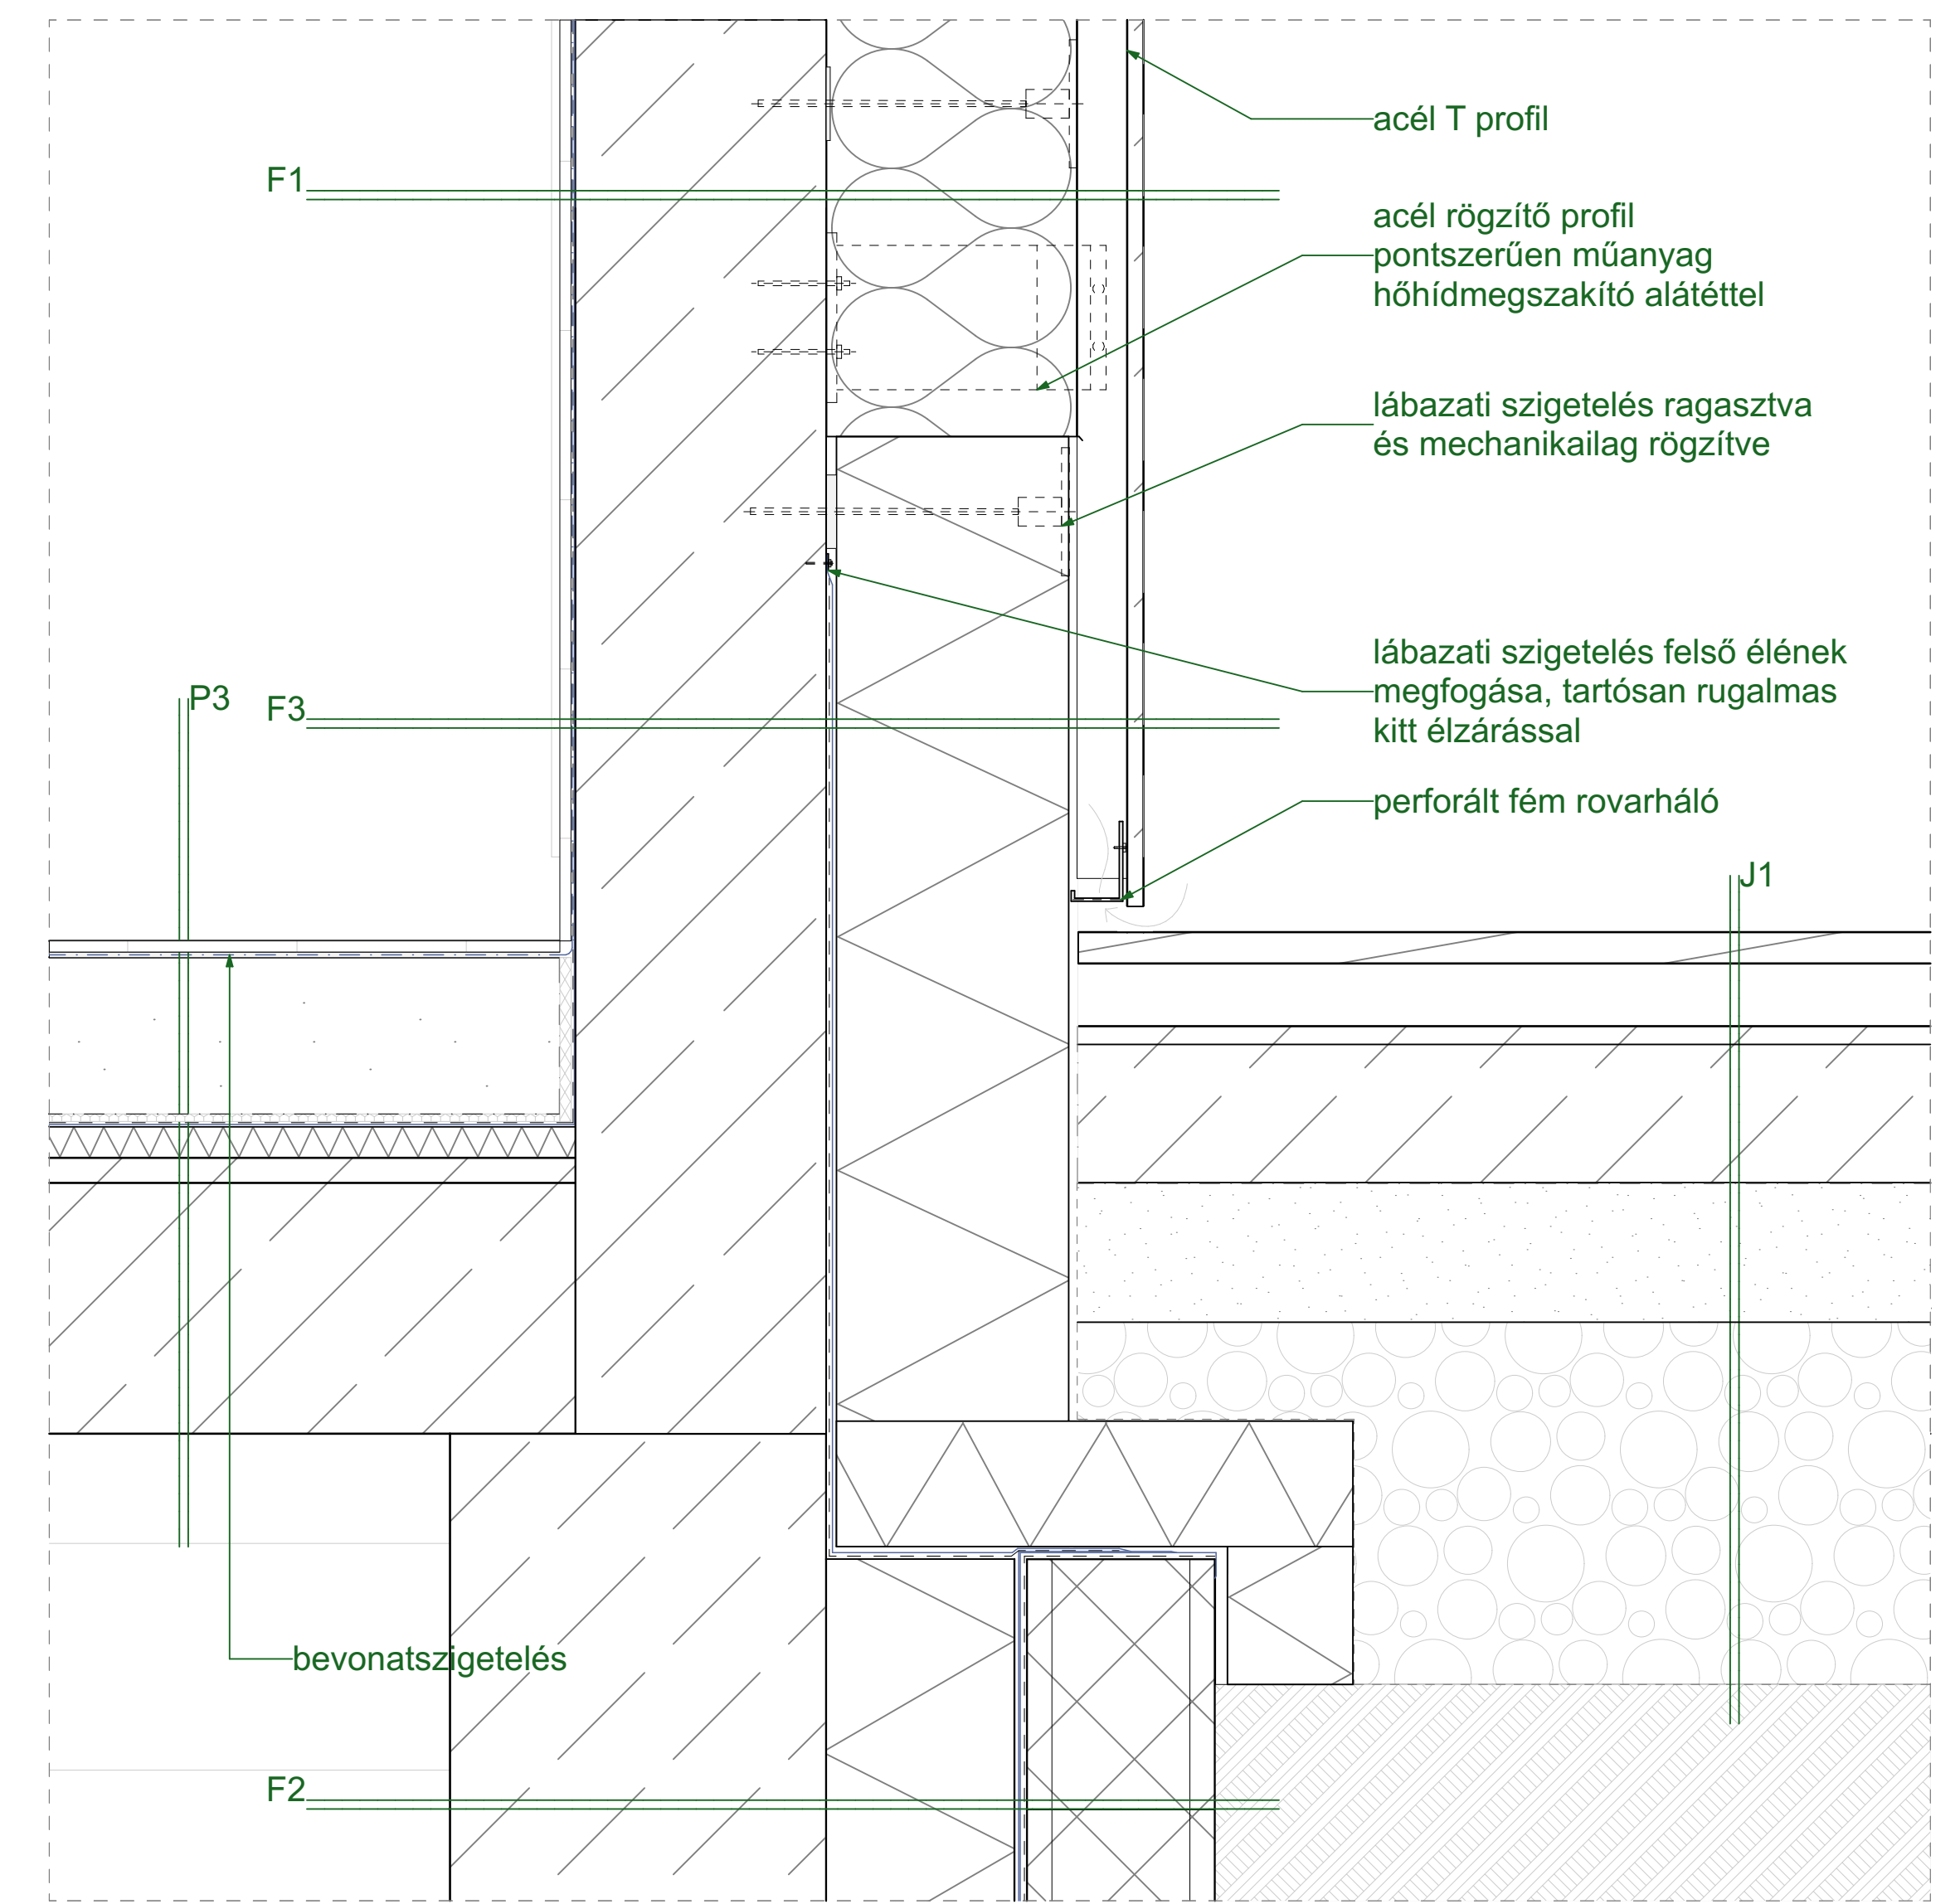 acél T profil
F1
acél rögzítő profil
pontszerűen műanyag
hőhídmegszakító alátéttel
lábazati szigetelés ragasztva
és mechanikailag rögzítve
lábazati szigetelés felső élének
megfogása, tartósan rugalmas
kitt élzárással
P3
F3
perforált fém rovarháló
J1
bevonatszigetelés
F2